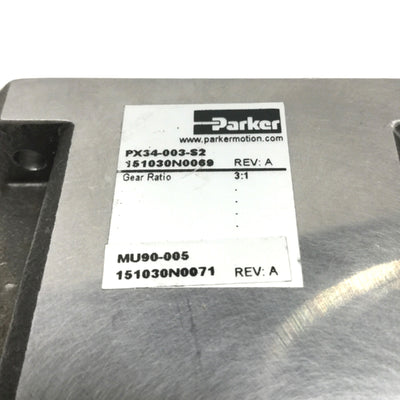 Parker
www.parkermotion.com
PX34-003-S2
151030N0069 REV: A
Gear Ratio 3:1
MU90-005
151030N0071 REV: A